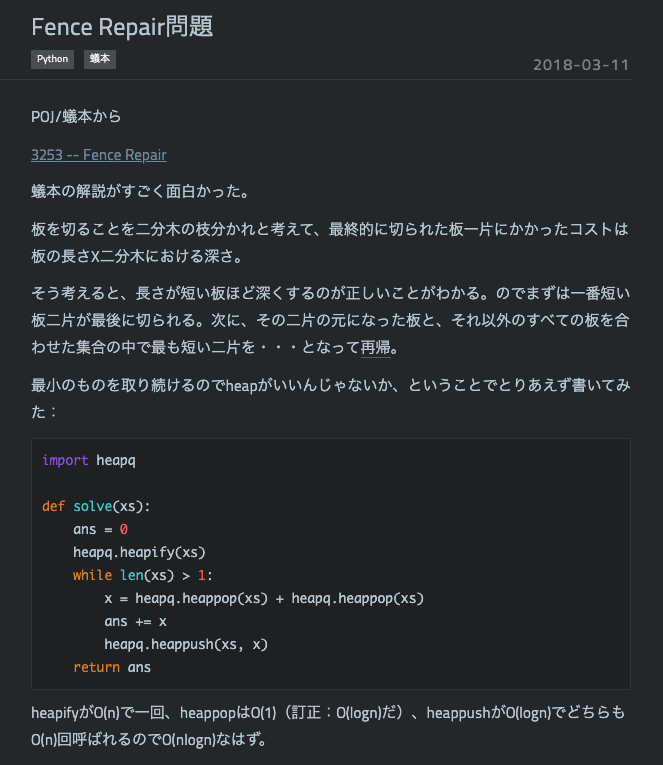 Fence Repair問題
Python 蟻本
2018-03-11
POJ/蟻本から
3253 -- Fence Repair
蟻本の解説がすごく面白かった。
板を切ることを二分木の枝分かれと考えて、最終的に切られた板一片にかかったコストは
板の長さX二分木における深さ。
そう考えると、長さが短い板ほど深くするのが正しいことがわかる。のでまずは一番短い
板二片が最後に切られる。次に、その二片の元になった板と、それ以外のすべての板を合
わせた集合の中で最も短い二片を・・・となって再帰。
最小のものを取り続けるのでheapがいいんじゃないか、ということでとりあえず書いてみ
た：
import heapq
def solve(xs):
    ans = 0
    heapq.heapify(xs)
    while len(xs) > 1:
        x = heapq.heappop(xs) + heapq.heappop(xs)
        ans += x
        heapq.heappush(xs, x)
    return ans
heapifyがO(n)で一回、heappopはO(1)（訂正：O(logn)だ）、heappushがO(logn)でどちらも
O(n)回呼ばれるのでO(nlogn)なはず。